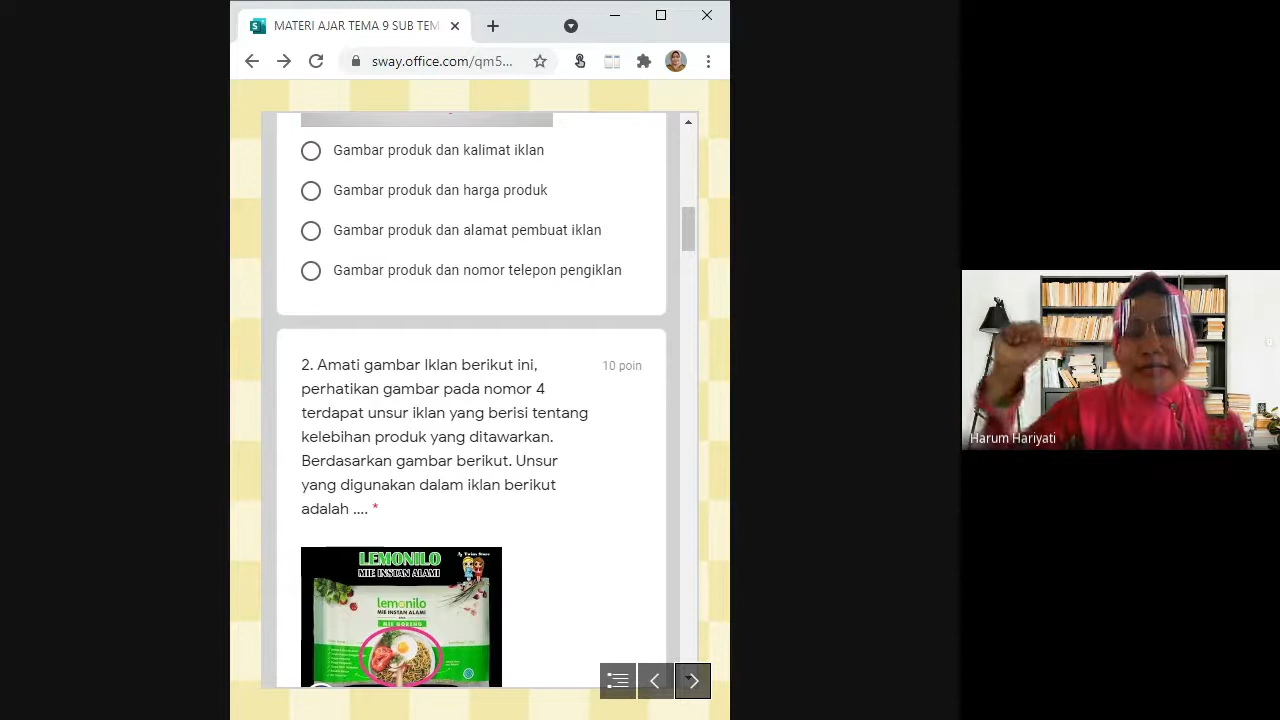 MATERI AJAR TEMA 9 SUB TEM
sway.office.com/qm5...
Gambar produk dan kalimat iklan
Gambar produk dan harga produk
Gambar produk dan alamat pembuat iklan
Gambar produk dan nomor telepon pengiklan
2. Amati gambar Iklan berikut ini,
10 poin
perhatikan gambar pada nomor 4
terdapat unsur iklan yang berisi tentang
kelebihan produk yang ditawarkan.
Berdasarkan gambar berikut. Unsur
yang digunakan dalam iklan berikut
adalah .... *
LEMONILO
MIE INSTAN ALAMI
lemonilo
MIE INSTAN ALAMI
MIE GORENG
Harum Hariyati